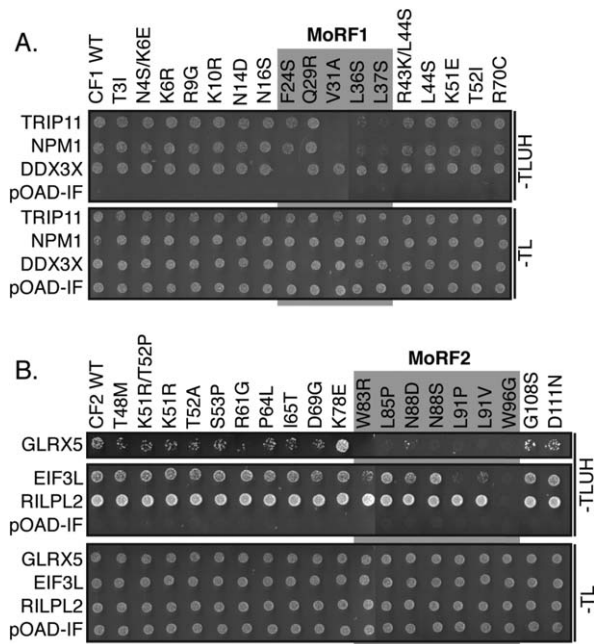 A.
MoRF1
CF1 WT
T3I
N4S/K6E
K6R
R9G
K10R
N14D
N16S
F24S
Q29R
V31A
L36S
L37S
R43K/L44S
L44S
K51E
T52I
R70C
TRIP11
NPM1
DDX3X
pOAD-IF
-TLUH
TRIP11
NPM1
DDX3X
pOAD-IF
-TL
B.
MoRF2
CF2 WT
T48M
K51R/T52P
K51R
T52A
S53P
R61G
P64L
I65T
D69G
K78E
W83R
L85P
N88D
N88S
L91P
L91V
W96G
G108S
D111N
GLRX5
EIF3L
RILPL2
pOAD-IF
-TLUH
GLRX5
EIF3L
RILPL2
pOAD-IF
-TL